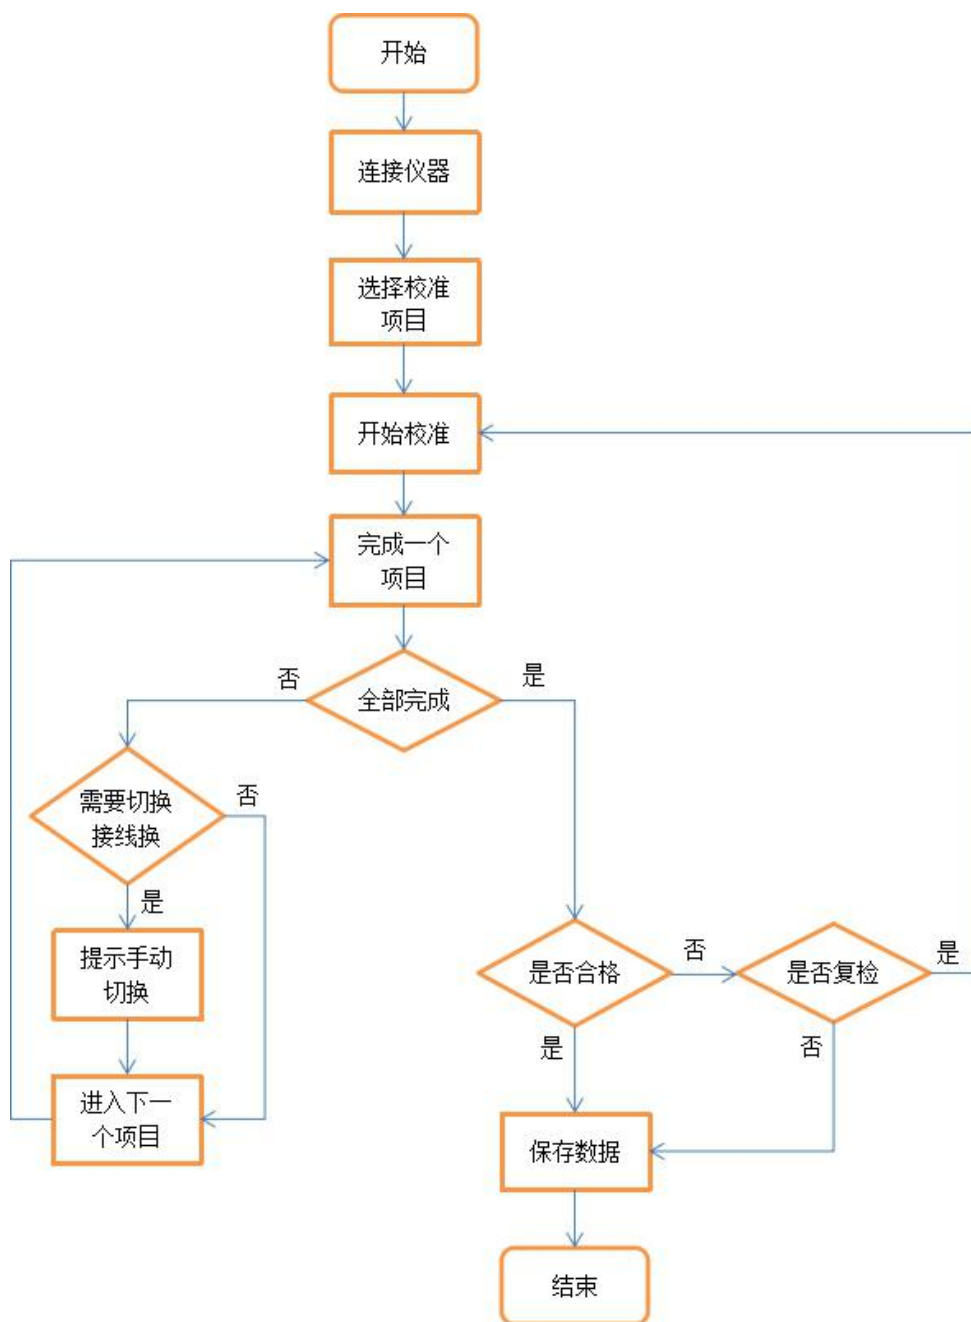 开始
连接仪器
选择校准
项目
开始校准
完成一个
项目
全部完成
否
是
需要切换
接线换
否
是
提示手动
切换
进入下一
个项目
是否合格
否
是否复检
是
是
否
保存数据
结束